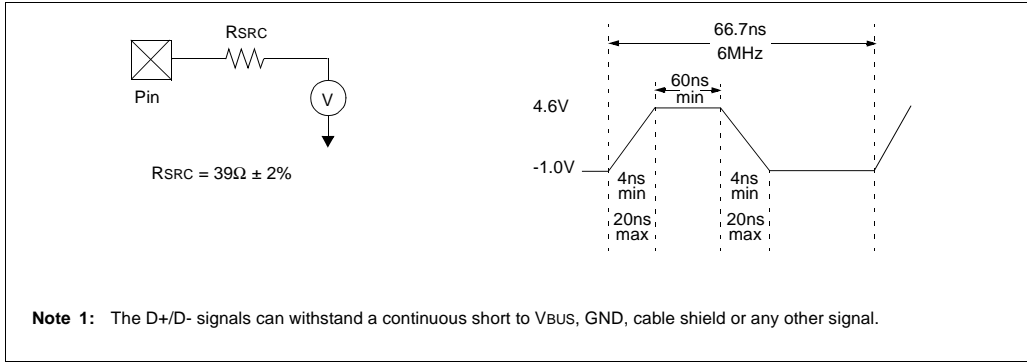 RSRC
Pin
V
RSRC = 39Ω ± 2%
66.7ns
6MHz
60ns
min
4.6V
-1.0V
4ns
min
4ns
min
20ns
max
20ns
max
Note 1: The D+/D- signals can withstand a continuous short to VBUS, GND, cable shield or any other signal.